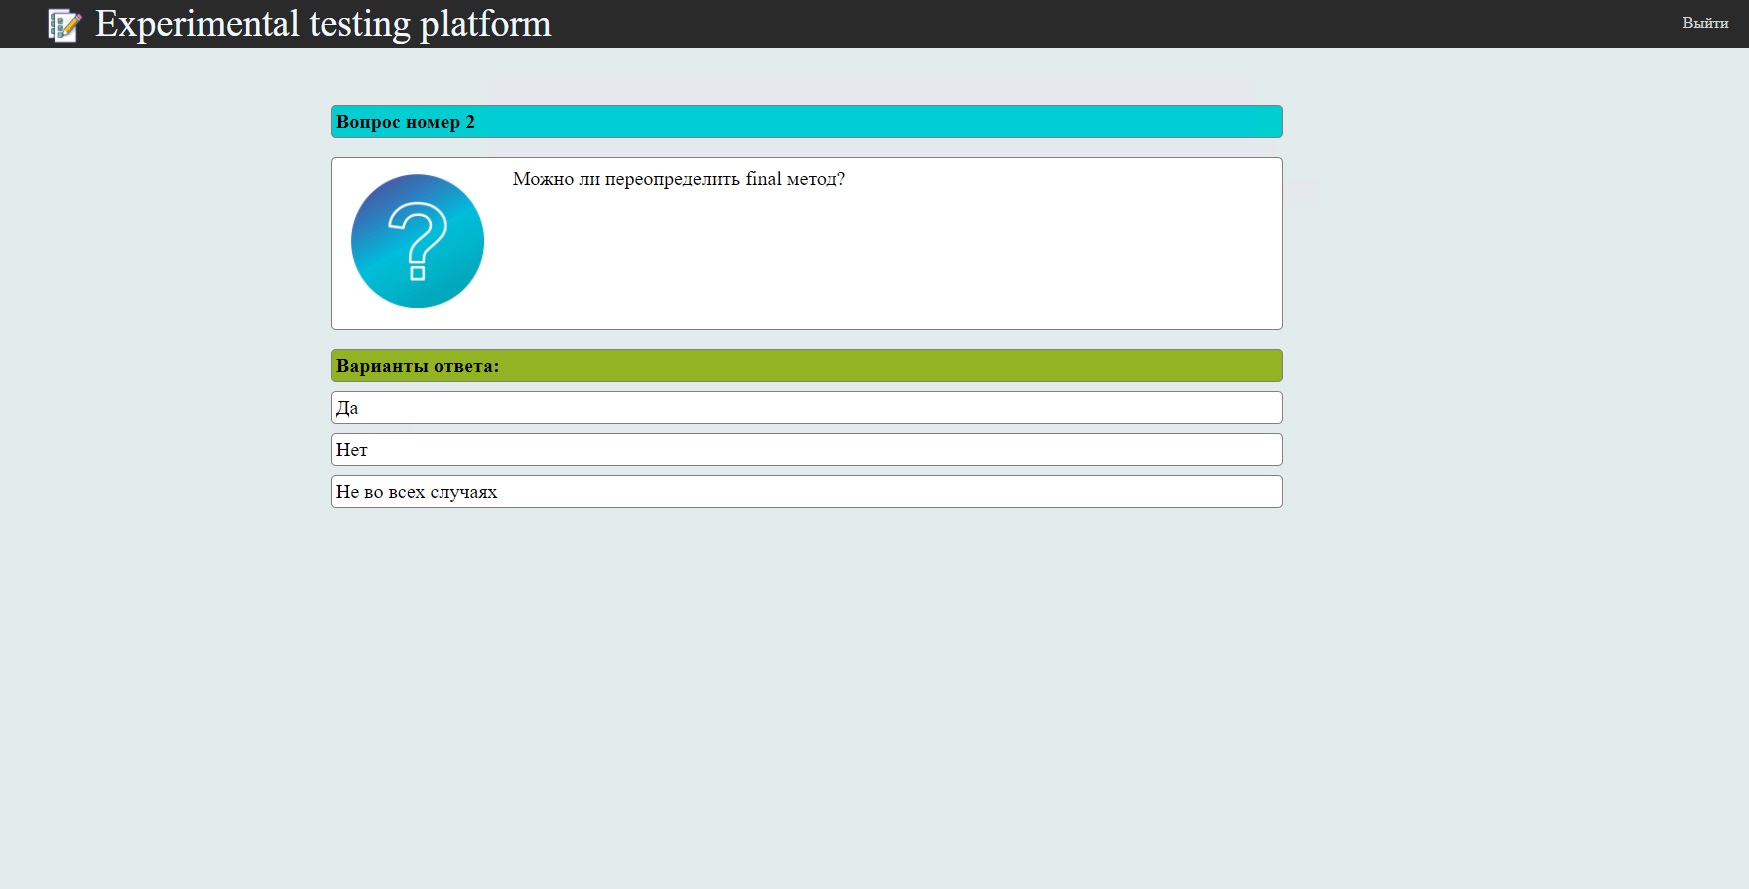 Experimental testing platform
Выйти
Вопрос номер 2
Можно ли переопределить final метод?
Варианты ответа:
Да
Нет
Не во всех случаях